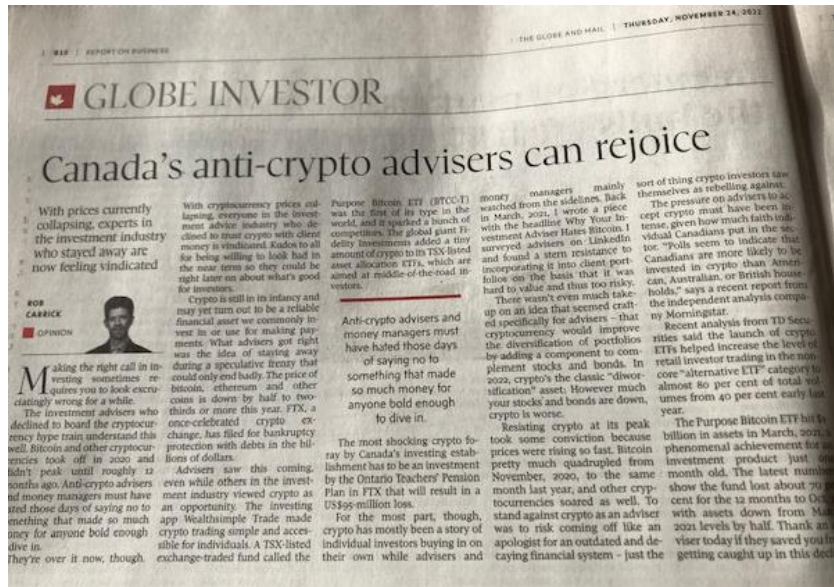 B10 | REPORT ON BUSINESS
THE GLOBE AND MAIL | THURSDAY, NOVEMBER 24, 2022
GLOBE INVESTOR
Canada's anti-crypto advisers can rejoice
With prices currently
collapsing, experts in
the investment industry
who stayed away are
now feeling vindicated
ROB
CARRICK
OPINION
Making the right call in in-
vesting sometimes re-
quires you to look excru-
ciatingly wrong for a while.
The investment advisers who
declined to board the cryptocur-
rency hype train understand this
well. Bitcoin and other cryptocur-
rencies took off in 2020 and
didn't peak until roughly 12
months ago. Anti-crypto advisers
and money managers must have
hated those days of saying no to
something that made so much
money for anyone bold enough
to dive in.
They're over it now, though.
With cryptocurrency prices col-
lapsing, everyone in the invest-
ment advice industry who de-
clined to trust crypto with client
money is vindicated. Kudos to all
for being willing to look bad in
the near term so they could be
right later on about what's good
for investors.
Crypto is still in its infancy and
may yet turn out to be a reliable
financial asset we commonly in-
vest in or use for making pay-
ments. What advisers got right
was the idea of staying away
during a speculative frenzy that
could only end badly. The price of
bitcoin, ethereum and other
coins is down by half to two-
thirds or more this year. FTX, a
once-celebrated crypto ex-
change, has filed for bankruptcy
protection with debts in the bil-
lions of dollars.
Advisers saw this coming,
even while others in the invest-
ment industry viewed crypto as
an opportunity. The investing
app Wealthsimple Trade made
crypto trading simple and acces-
sible for individuals. A TSX-listed
exchange-traded fund called the
Purpose Bitcoin ETF (BTCC-T)
was the first of its type in the
world, and it sparked a bunch of
competitors. The global giant Fi-
delity Investments added a tiny
amount of crypto to its TSX-listed
asset allocation ETFs, which are
aimed at middle-of-the-road in-
vestors.
Anti-crypto advisers and
money managers must
have hated those days
of saying no to
something that made
so much money for
anyone bold enough
to dive in.
The most shocking crypto fo-
ray by Canada's investing estab-
lishment has to be an investment
by the Ontario Teachers' Pension
Plan in FTX that will result in a
US$95-million loss.
For the most part, though,
crypto has mostly been a story of
individual investors buying in on
their own while advisers and
money managers mainly
watched from the sidelines. Back
in March, 2021, I wrote a piece
with the headline Why Your In-
vestment Adviser Hates Bitcoin. I
surveyed advisers on LinkedIn
and found a stern resistance to
incorporating it into client port-
folios on the basis that it was
hard to value and thus too risky.
There wasn't even much take-
up on an idea that seemed craft-
ed specifically for advisers – that
cryptocurrency would improve
the diversification of portfolios
by adding a component to com-
plement stocks and bonds. In
2022, crypto's the classic "diwor-
sification" asset: However much
your stocks and bonds are down,
crypto is worse.
Resisting crypto at its peak
took some conviction because
prices were rising so fast. Bitcoin
pretty much quadrupled from
November, 2020, to the same
month last year, and other cryp-
tocurrencies soared as well. To
stand against crypto as an adviser
was to risk coming off like an
apologist for an outdated and de-
caying financial system – just the
sort of thing crypto investors saw
themselves as rebelling against.
The pressure on advisers to ac-
cept crypto must have been in-
tense, given how much faith indi-
vidual Canadians put in the sec-
tor. "Polls seem to indicate that
Canadians are more likely to be
invested in crypto than Ameri-
can, Australian, or British house-
holds," says a recent report from
the independent analysis compa-
ny Morningstar.
Recent analysis from TD Secu-
rities said the launch of crypto
ETFs helped increase the level of
retail investor trading in the non-
core "alternative ETF" category to
almost 80 per cent of total vol-
umes from 40 per cent early last
year.
The Purpose Bitcoin ETF hit
billion in assets in March, 2021, a
phenomenal achievement for an
investment product just
month old. The latest
show the fund lost about 70
cent for the 12 months to
with assets down from
2021 levels by half. Thank
viser today if they saved you
getting caught up in this